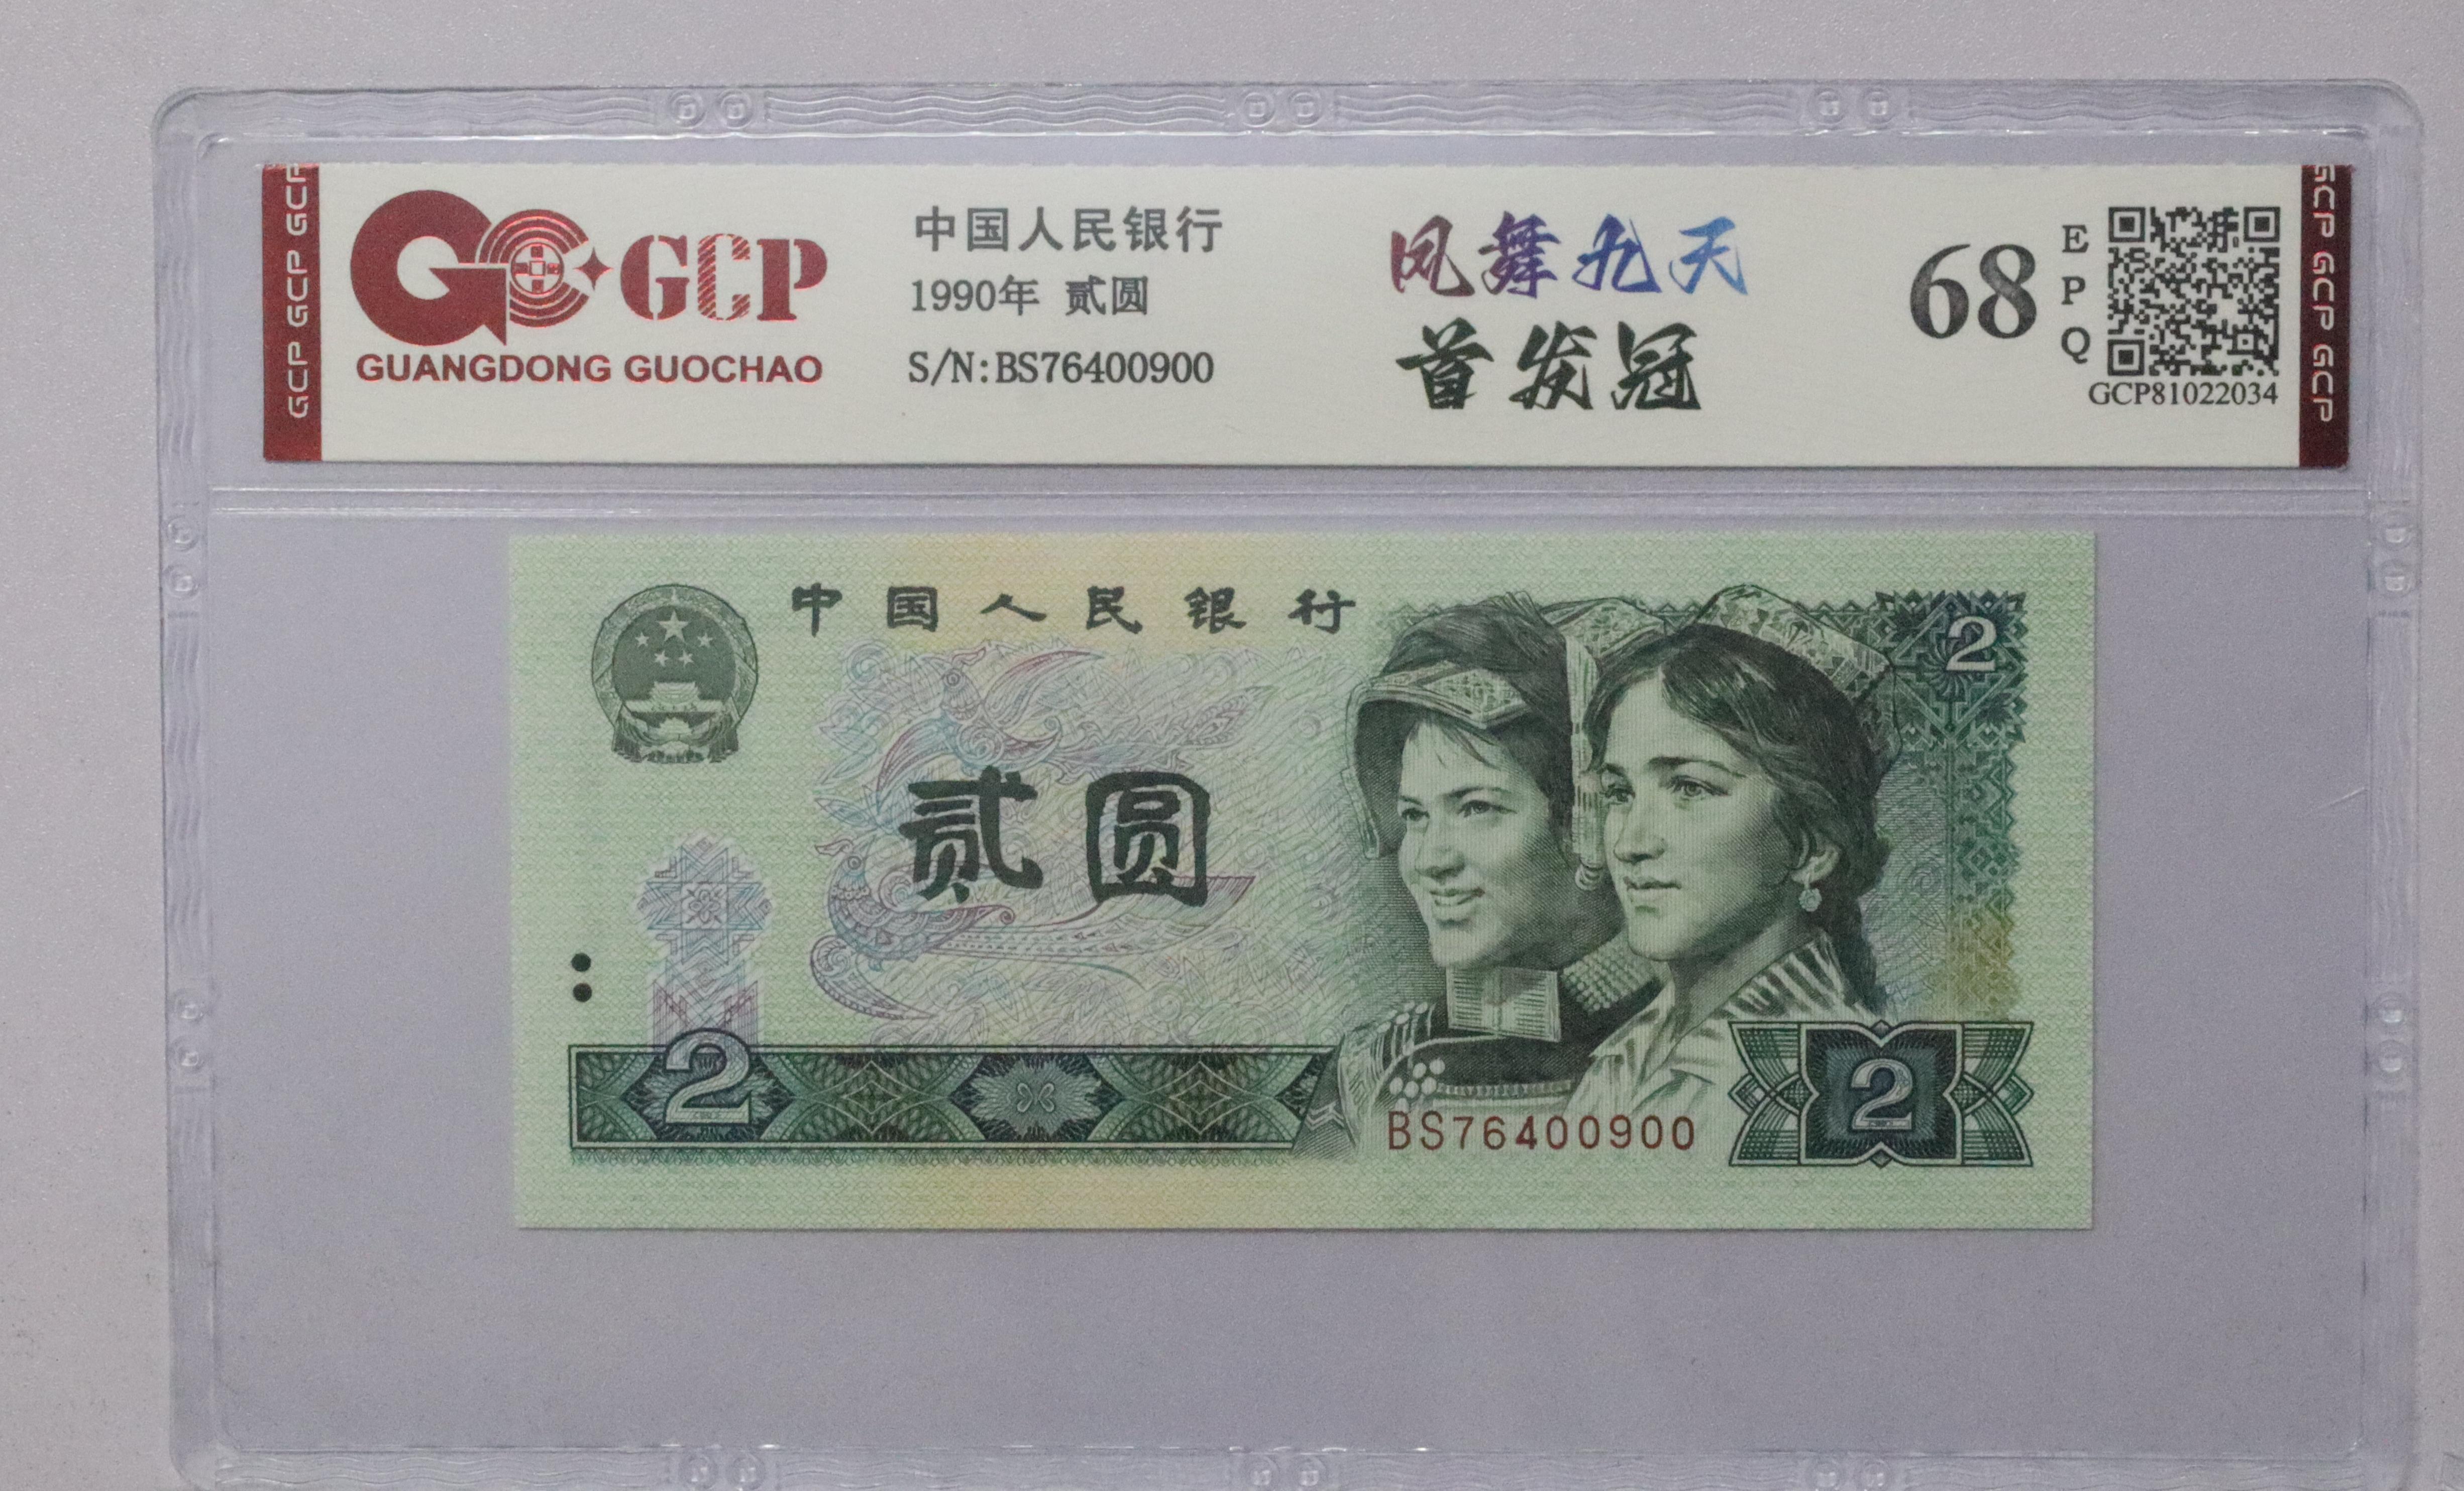 GCP GCP GCP
GCP
GUANGDONG GUOCHAO
中国人民银行
1990年 贰圆
S/N:BS76400900
凤舞九天
首发冠
68
EPQ
GCP81022034
GCP GCP GCP
中国人民银行
2
贰圆
2
BS76400900
2